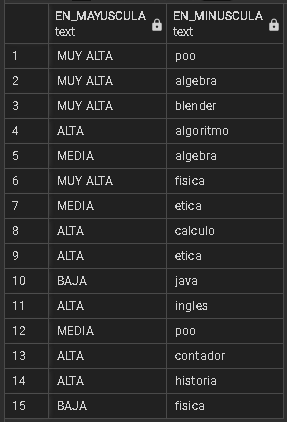 EN_MAYUSCULA EN_MINUSCULA
text text
1 MUY ALTA poo
2 MUY ALTA algebra
3 MUY ALTA blender
4 ALTA algoritmo
5 MEDIA algebra
6 MUY ALTA fisica
7 MEDIA etica
8 ALTA calculo
9 ALTA etica
10 BAJA java
11 ALTA ingles
12 MEDIA poo
13 ALTA contador
14 ALTA historia
15 BAJA fisica